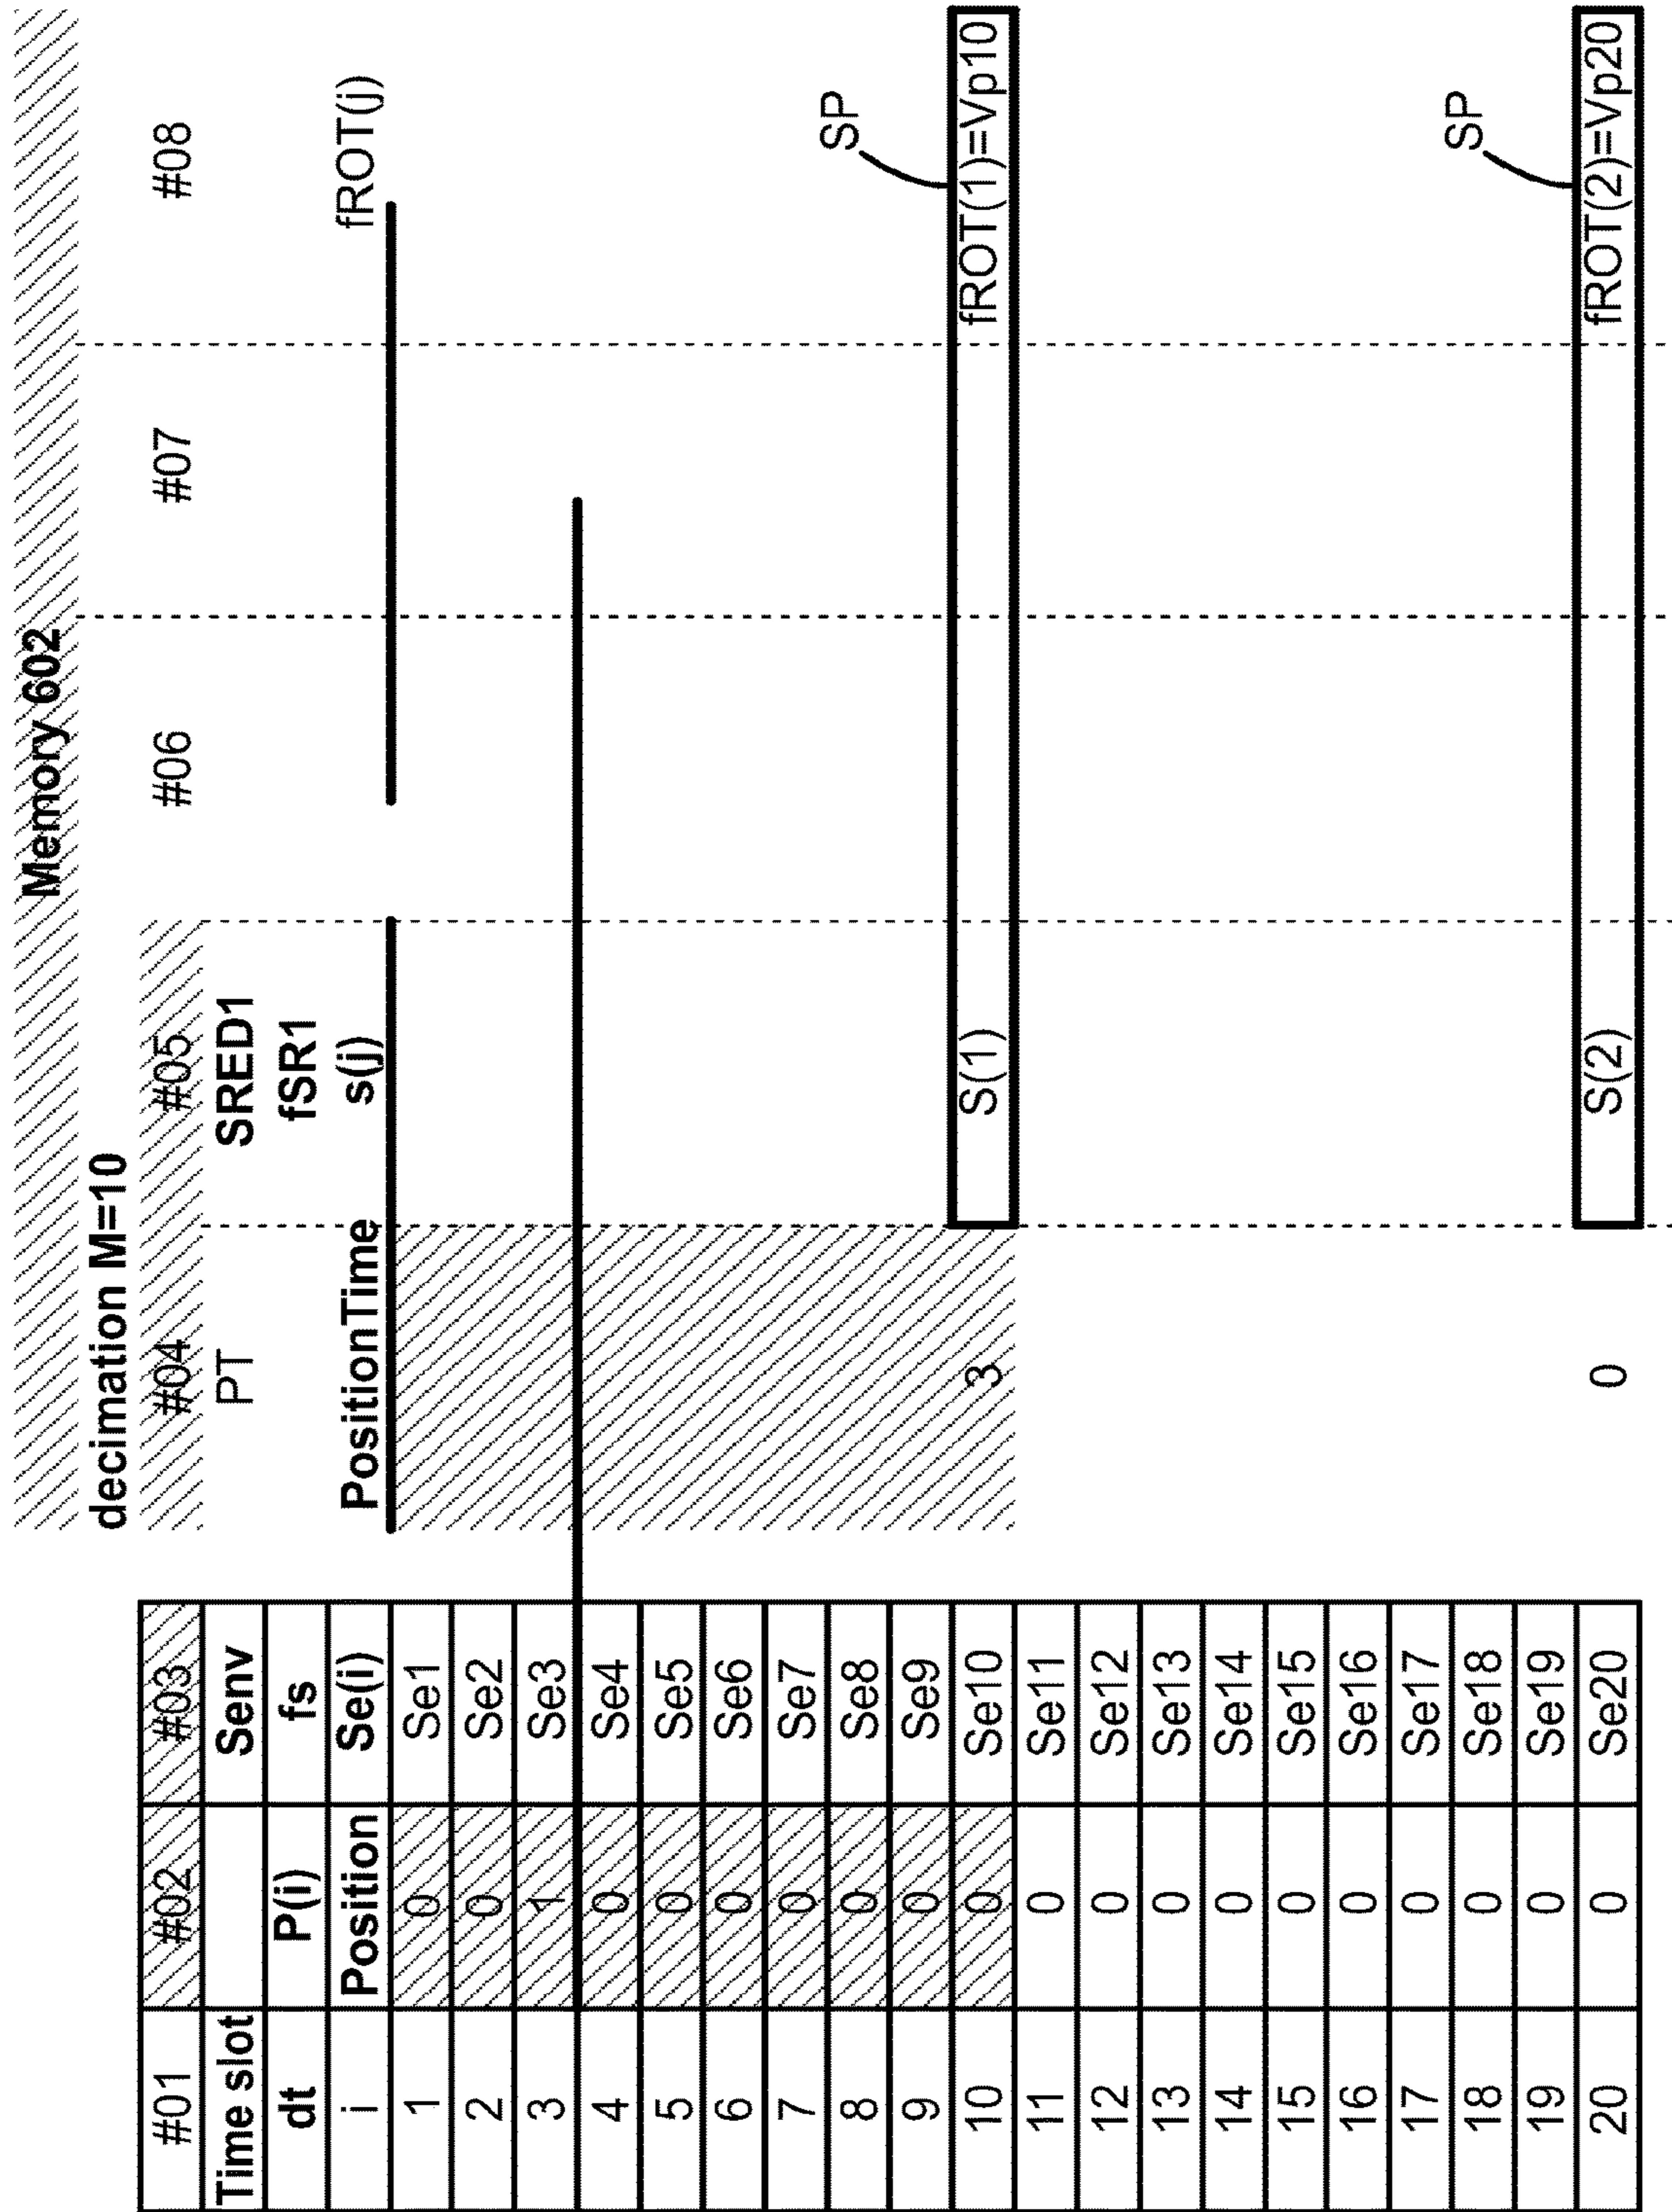 Memory 602
decimation M=10
#01 #02 #03 #04 #05 #06 #07 #08
Time slot Senv PT SRED1
dt P(i) fs fSR1
i Position Se(i) PositionTime s(j) fROT(j)
1 0 Se1
2 0 Se2
3 1 Se3
4 0 Se4
5 0 Se5
6 0 Se6
7 0 Se7
8 0 Se8
SP
9 0 Se9
10 0 Se10 3 S(1) fROT(1)=Vp10
11 0 Se11
12 0 Se12
13 0 Se13
14 0 Se14
15 0 Se15
16 0 Se16
17 0 Se17
18 0 Se18
SP
19 0 Se19
20 0 Se20 0 S(2) fROT(2)=Vp20